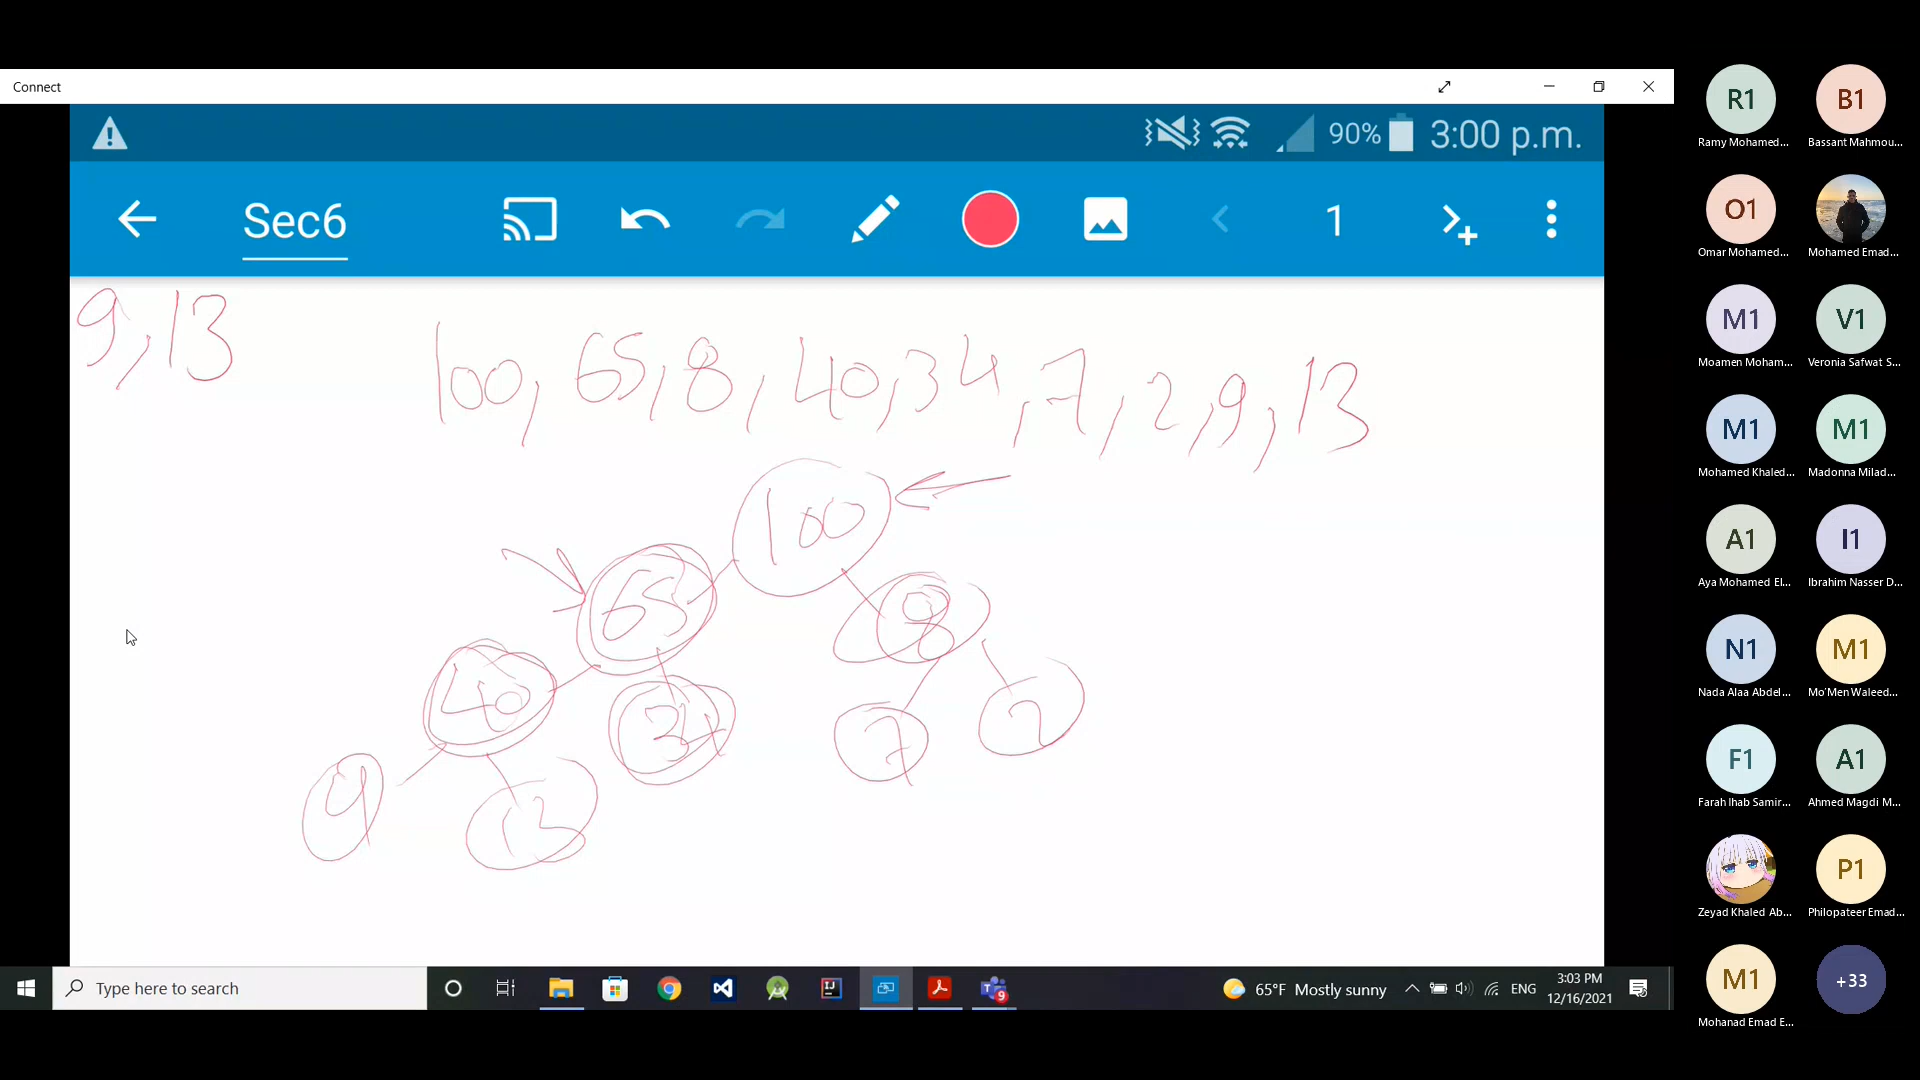 Connect
90% 3:00 p.m.
Sec6 1
9,13
100, 65, 8, 40, 34, 7, 2, 9, 13
100
65 8
40 34 7 2
9 13
Type here to search
65°F Mostly sunny
ENG
3:03 PM
12/16/2021
9
R1 B1
Ramy Mohamed... Bassant Mahmou...
O1
Omar Mohamed... Mohamed Emad...
M1 V1
Moamen Moham... Veronia Safwat S...
M1 M1
Mohamed Khaled... Madonna Milad...
A1 I1
Aya Mohamed El... Ibrahim Nasser D...
N1 M1
Nada Alaa Abdel... Mo'Men Waleed...
F1 A1
Farah Ihab Samir... Ahmed Magdi M...
P1
Zeyad Khaled Ab... Philopateer Emad...
M1 +33
Mohanad Emad E...